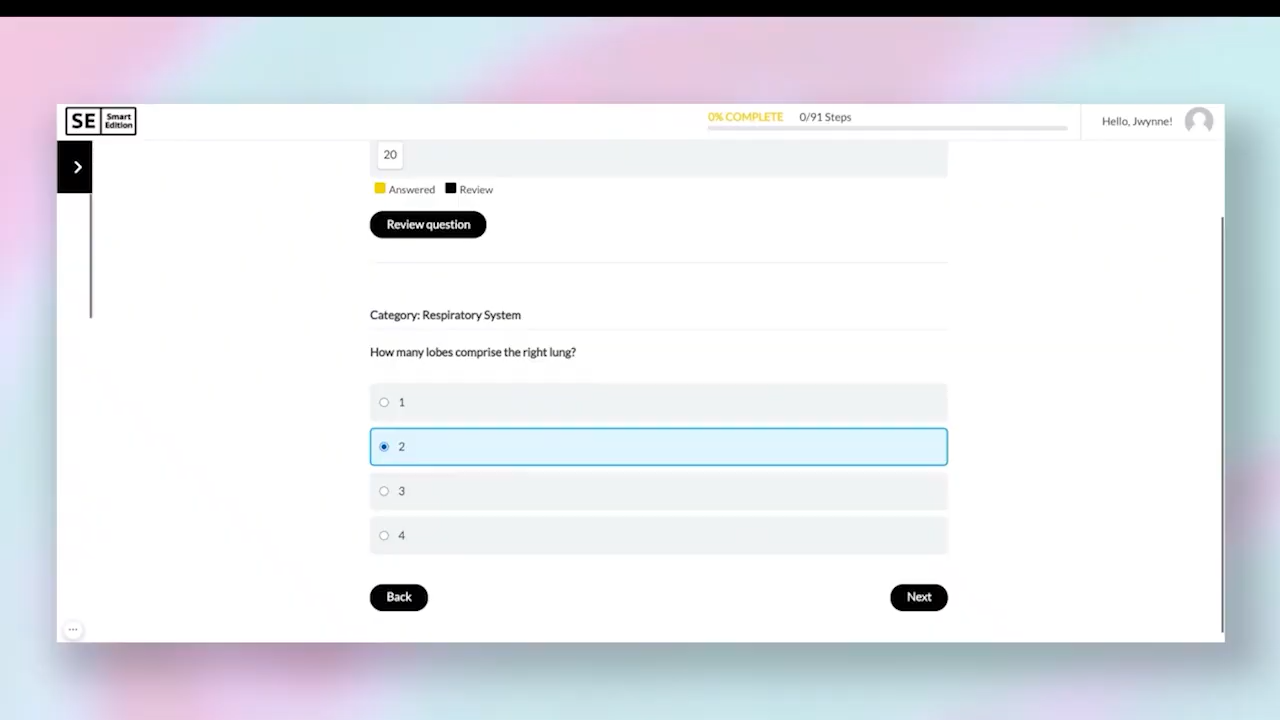 SE Smart Edition
0% COMPLETE 0/91 Steps
Hello, Jwynne!
20
Answered Review
Review question
Category: Respiratory System
How many lobes comprise the right lung?
1
2
3
4
Back Next